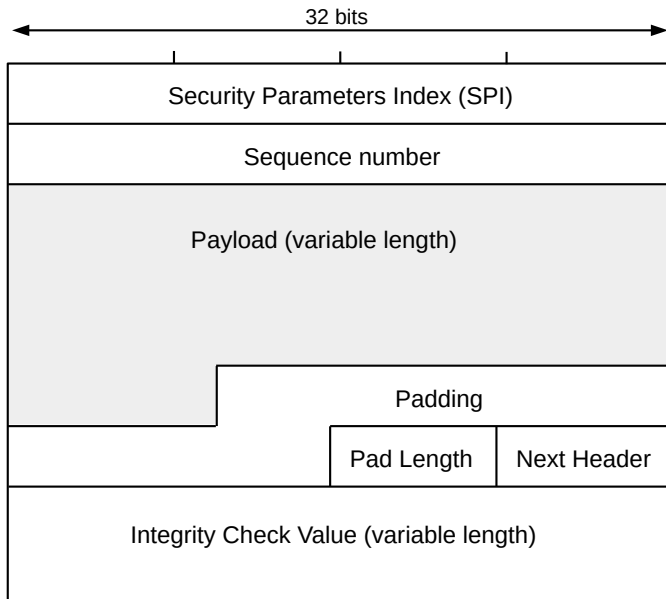 32 bits
Security Parameters Index (SPI)
Sequence number
Payload (variable length)
Padding
Pad Length
Next Header
Integrity Check Value (variable length)